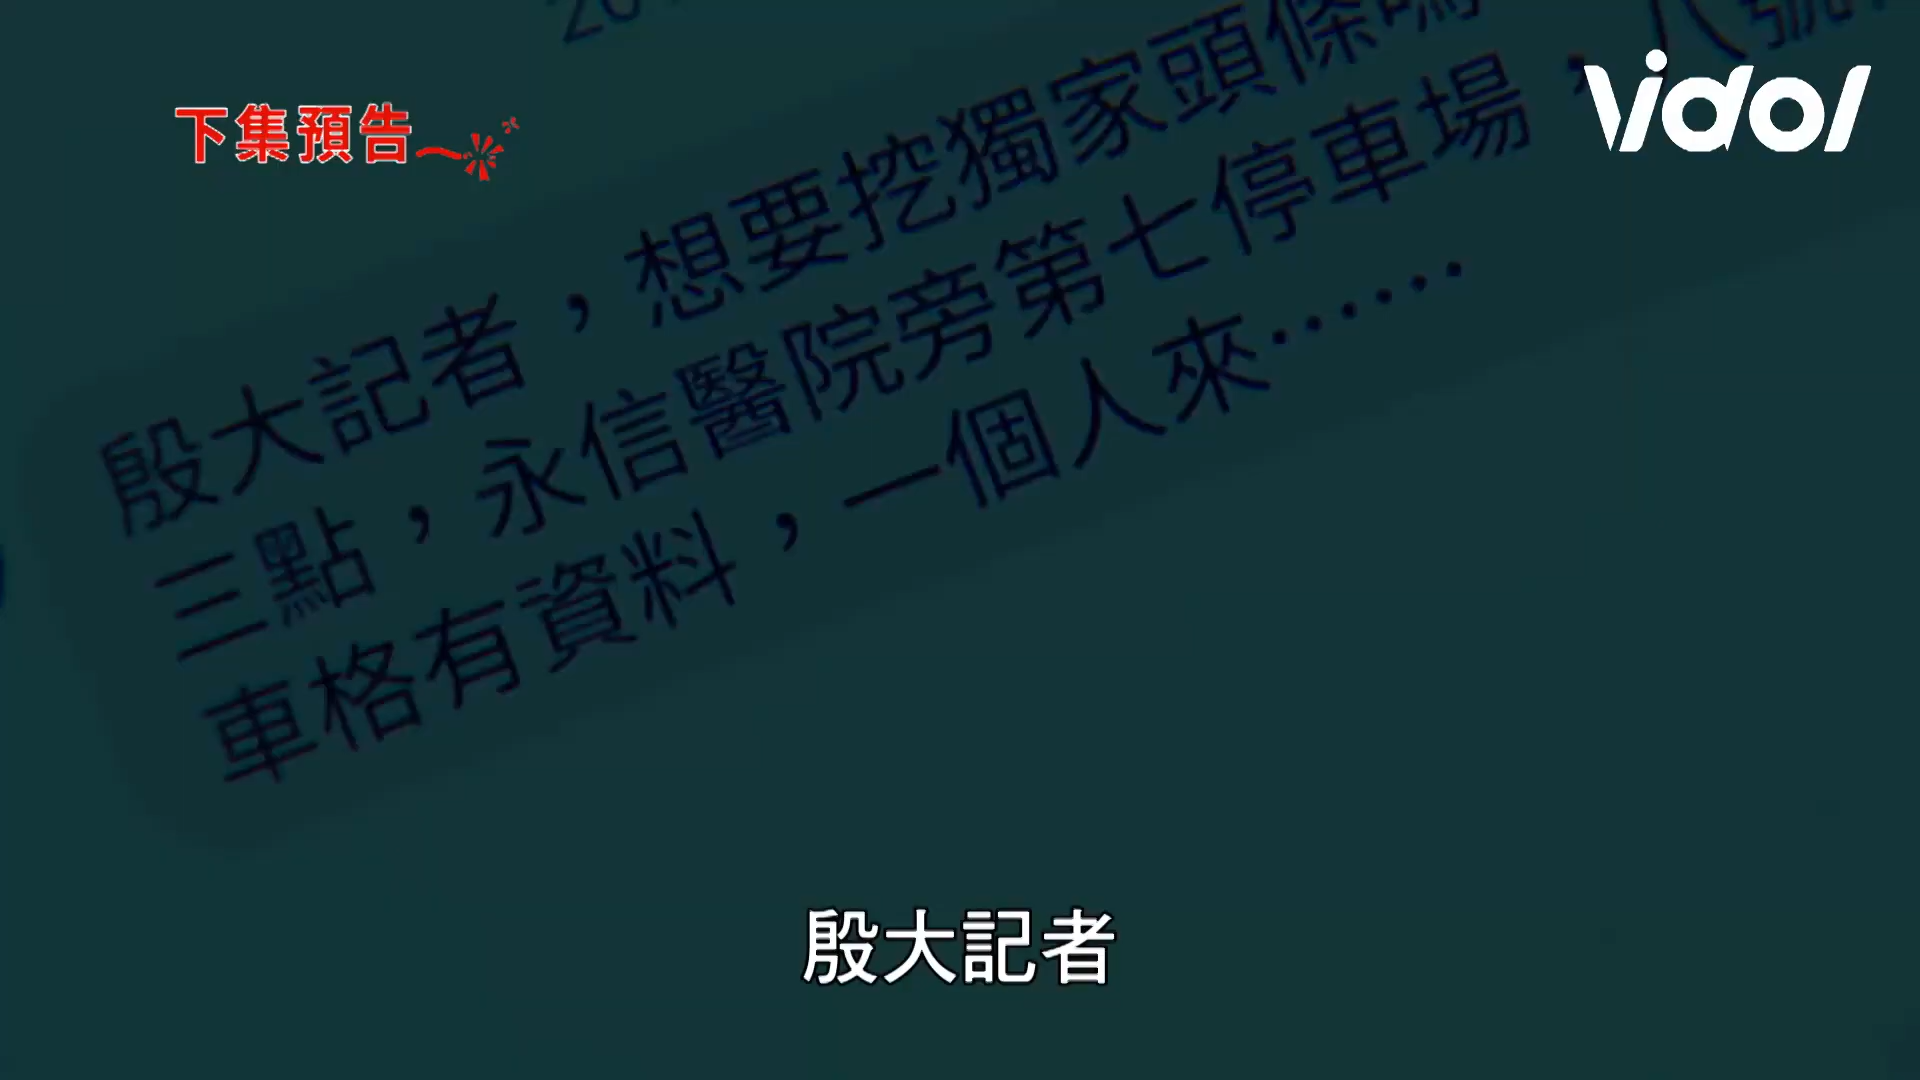 下集預告
Vidol
殷大記者，想要挖獨家頭條嗎
三點，永信醫院旁第七停車場，八號
車格有資料，一個人來……
殷大記者